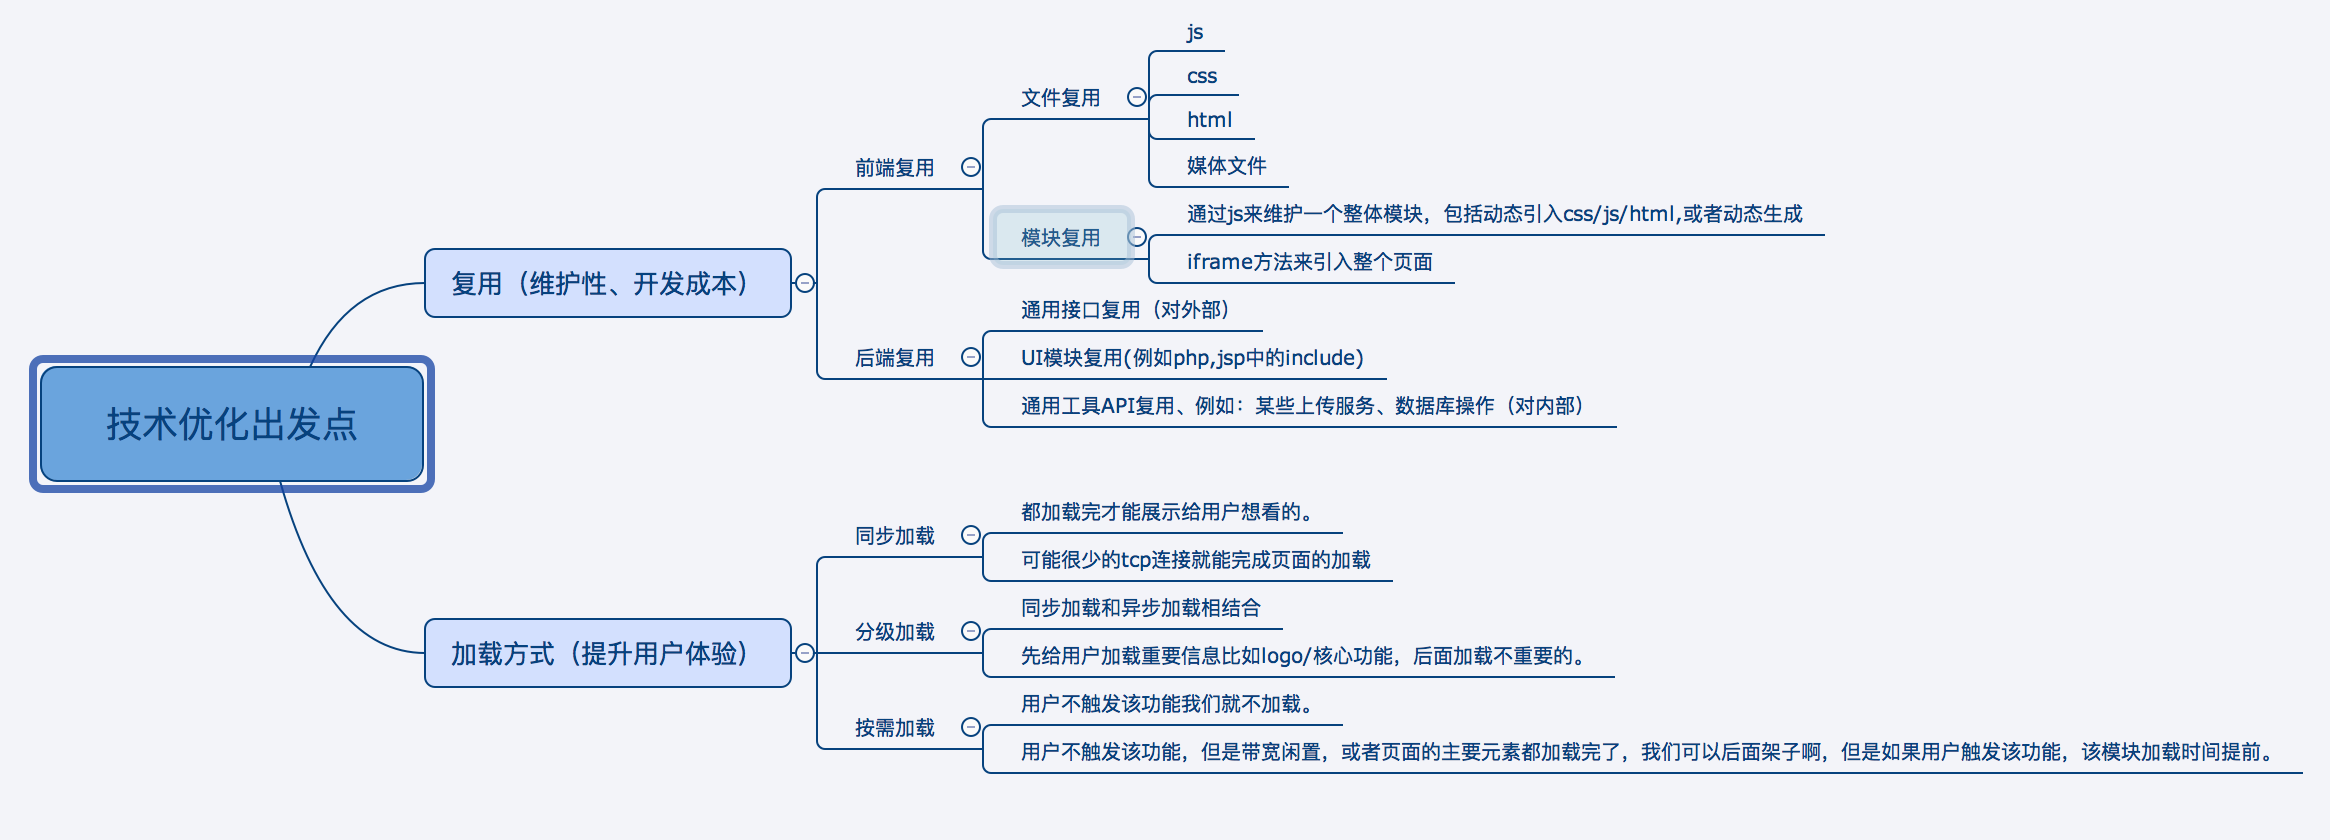 技术优化出发点
复用（维护性、开发成本）
前端复用
文件复用
js
css
html
媒体文件
模块复用
通过js来维护一个整体模块，包括动态引入css/js/html,或者动态生成
iframe方法来引入整个页面
后端复用
通用接口复用（对外部）
UI模块复用(例如php,jsp中的include)
通用工具API复用、例如：某些上传服务、数据库操作（对内部）
加载方式（提升用户体验）
同步加载
都加载完才能展示给用户想看的。
可能很少的tcp连接就能完成页面的加载
分级加载
同步加载和异步加载相结合
先给用户加载重要信息比如logo/核心功能，后面加载不重要的。
按需加载
用户不触发该功能我们就不加载。
用户不触发该功能，但是带宽闲置，或者页面的主要元素都加载完了，我们可以后面架子啊，但是如果用户触发该功能，该模块加载时间提前。